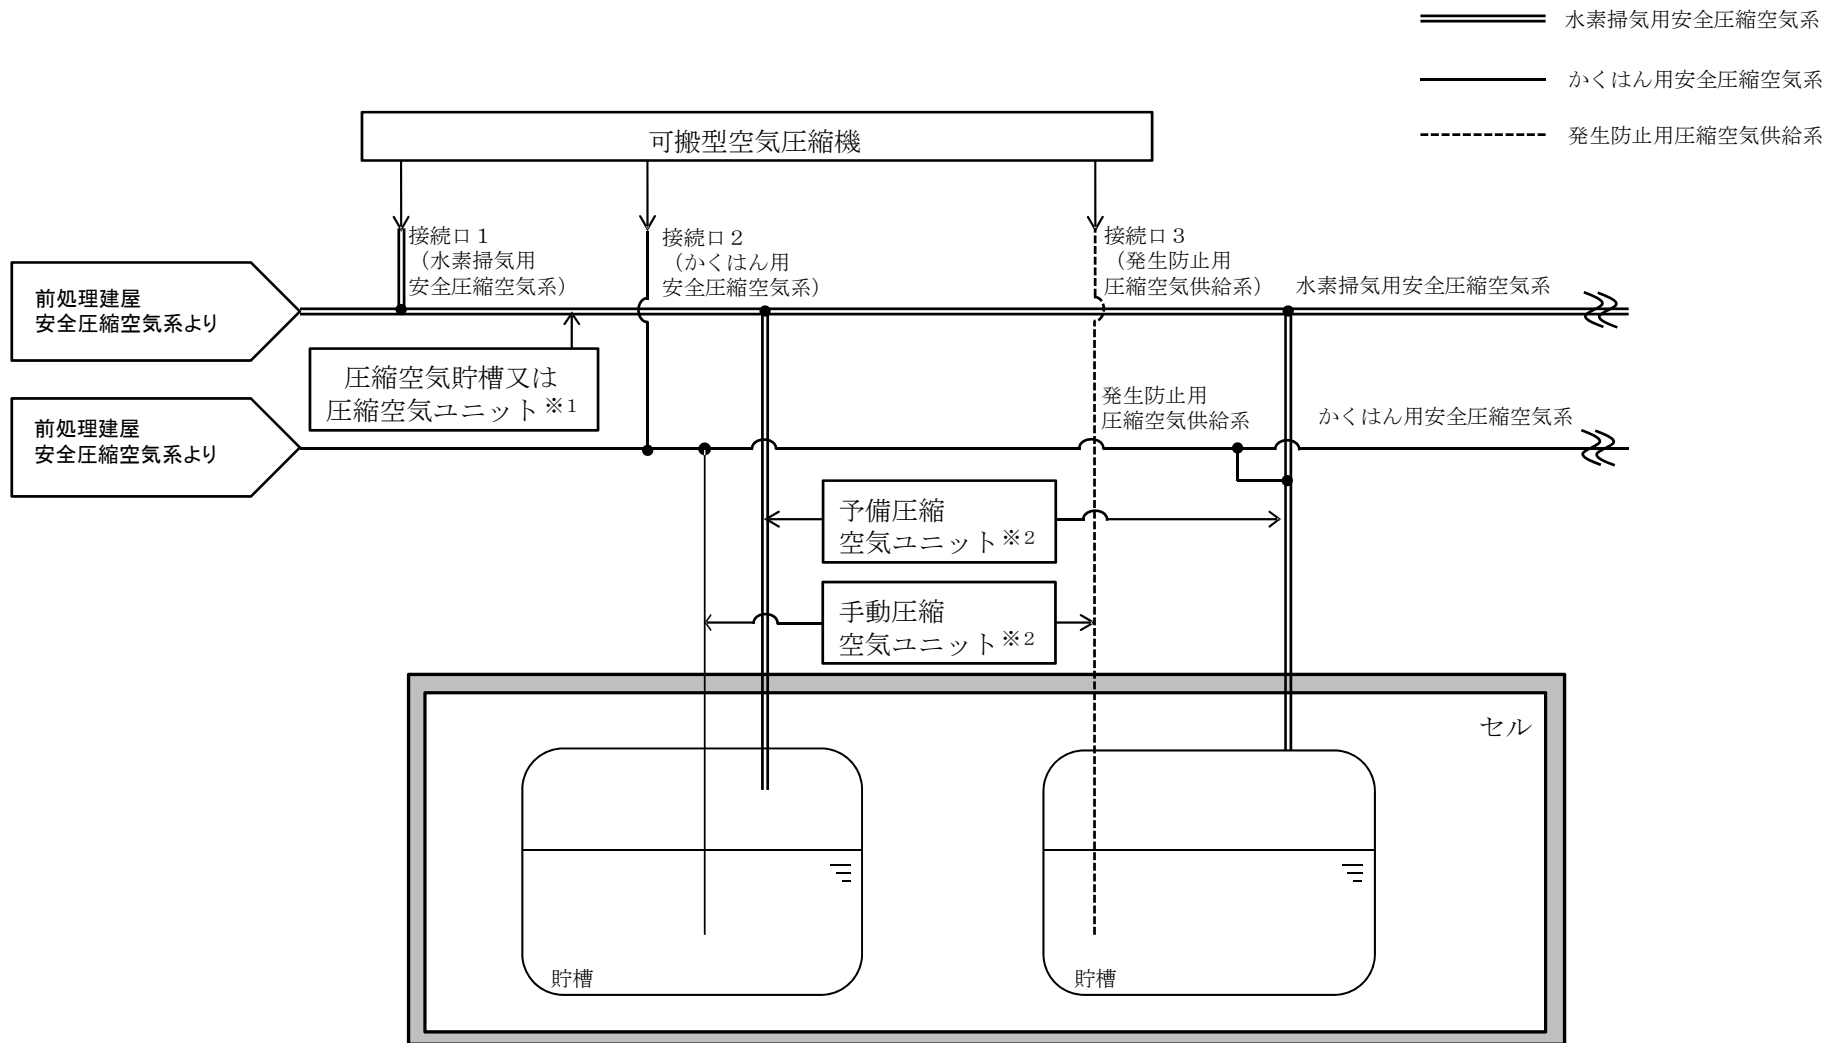 水素掃気用安全圧縮空気系
かくはん用安全圧縮空気系
発生防止用圧縮空気供給系
可搬型空気圧縮機
接続口1
（水素掃気用
安全圧縮空気系）
接続口2
（かくはん用
安全圧縮空気系）
接続口3
（発生防止用
圧縮空気供給系）
水素掃気用安全圧縮空気系
前処理建屋
安全圧縮空気系より
圧縮空気貯槽又は
圧縮空気ユニット※1
発生防止用
圧縮空気供給系
かくはん用安全圧縮空気系
前処理建屋
安全圧縮空気系より
予備圧縮
空気ユニット※2
手動圧縮
空気ユニット※2
セル
貯槽
貯槽